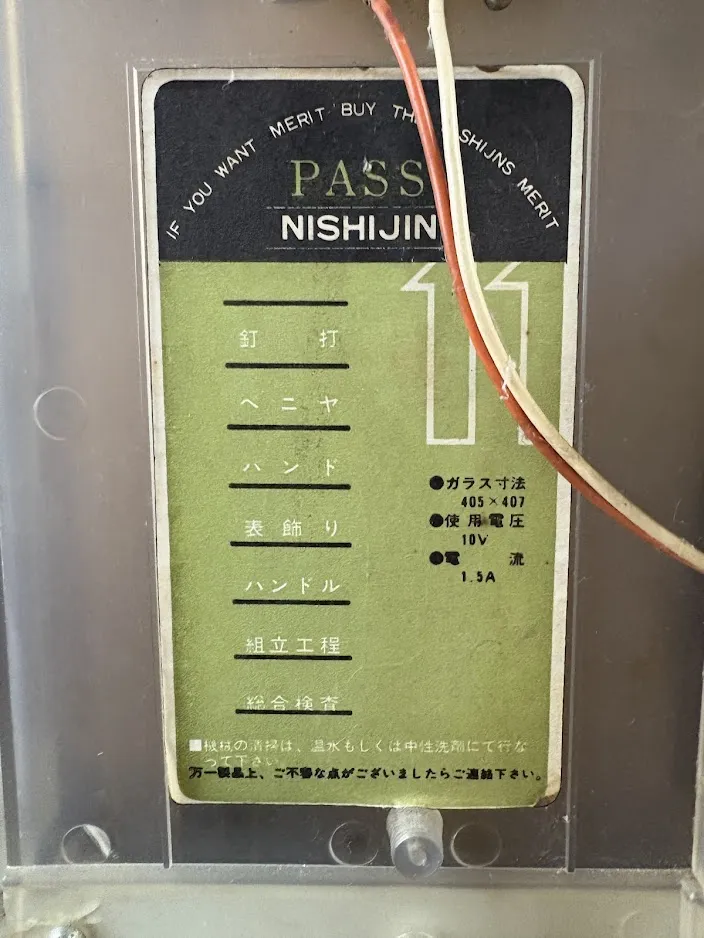 IF YOU WANT MERIT BUY TH SHIJNS MERIT
PASS
NISHIJIN
11
釘打
ヘニヤ
ハンド
表飾り
ハンドル
組立工程
総合検査
●ガラス寸法
405×407
●使用電圧
10V
●電流
1.5A
■機械の清掃は、温水もしくは中性洗剤にて行な
って下さい
万一製品上、ご不審な点がございましたらご連絡下さい。